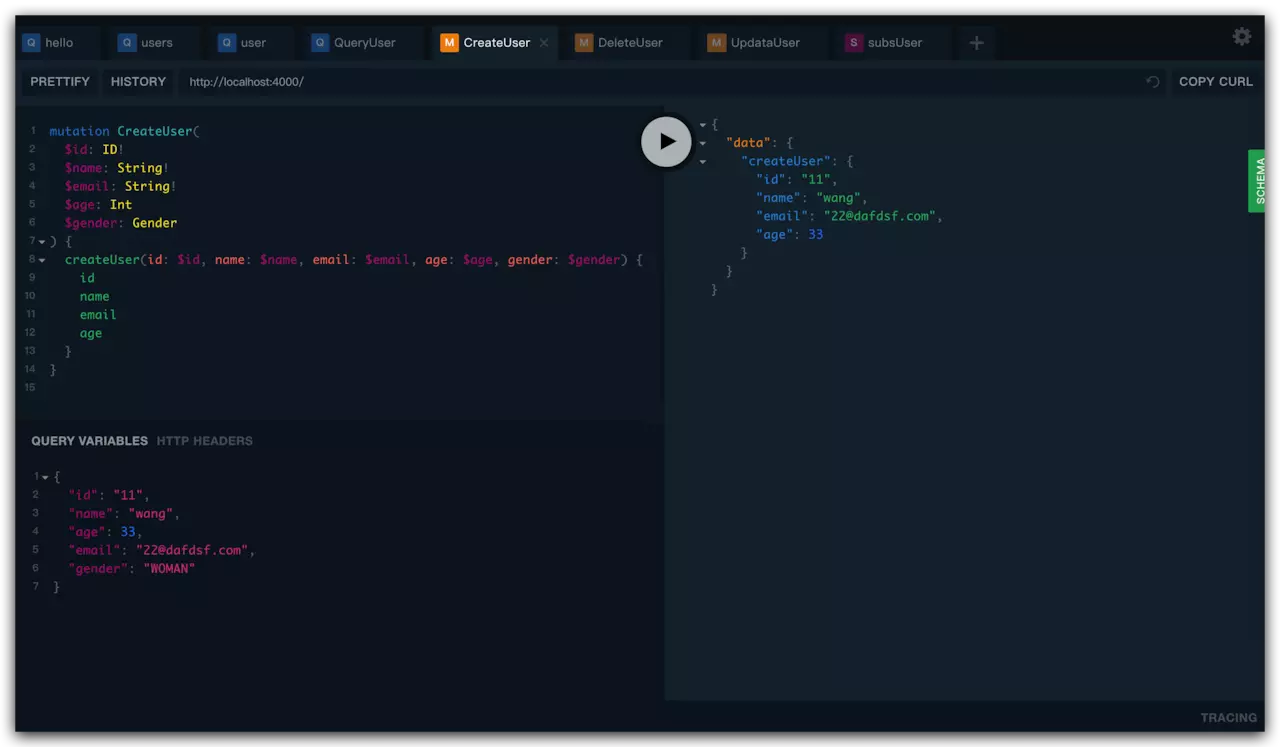 Q hello Q users Q user Q QueryUser M CreateUser × M DeleteUser M UpdataUser S subsUser +
PRETTIFY HISTORY http://localhost:4000/ COPY CURL
1 mutation CreateUser(
2 $id: ID!
3 $name: String!
4 $email: String!
5 $age: Int
6 $gender: Gender
7 ) {
8 createUser(id: $id, name: $name, email: $email, age: $age, gender: $gender) {
9 id
10 name
11 email
12 age
13 }
14 }
15
{
"data": {
"createUser": {
"id": "11",
"name": "wang",
"email": "22@dafdsf.com",
"age": 33
}
}
}
SCHEMA
QUERY VARIABLES HTTP HEADERS
1 {
2 "id": "11",
3 "name": "wang",
4 "age": 33,
5 "email": "22@dafdsf.com",
6 "gender": "WOMAN"
7 }
TRACING